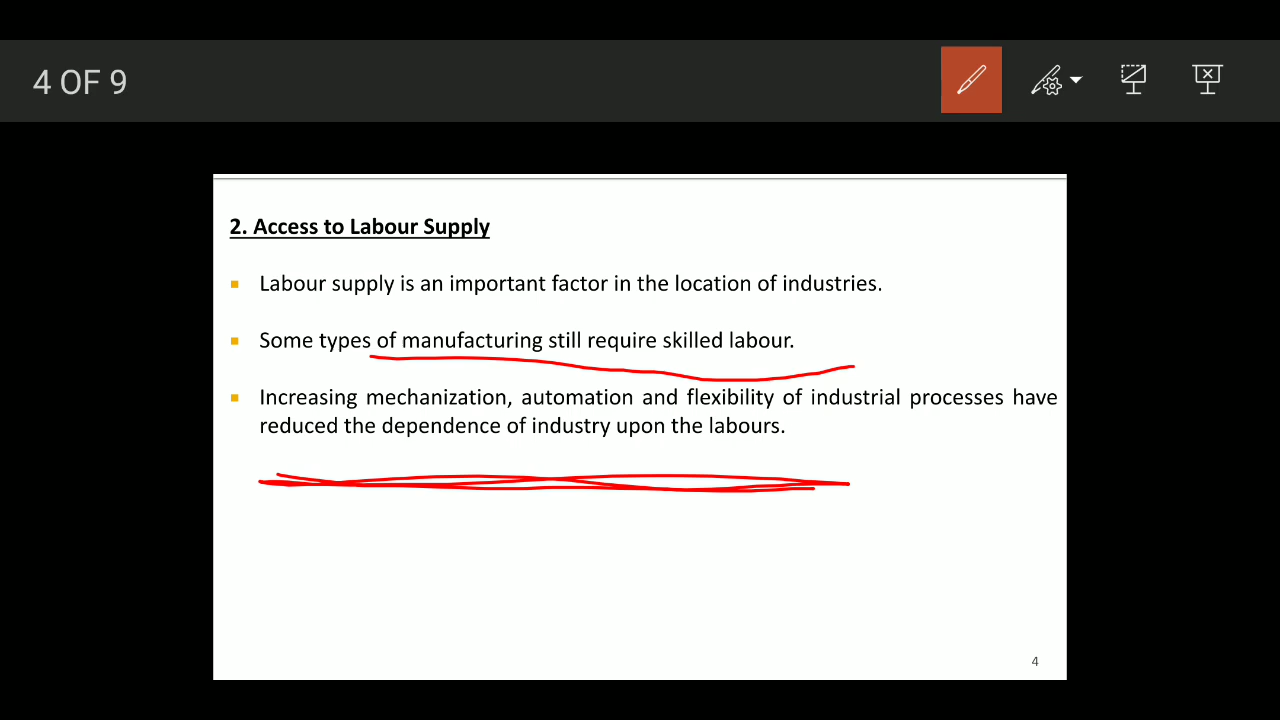 4 OF 9
2. Access to Labour Supply
▪ Labour supply is an important factor in the location of industries.
▪ Some types of manufacturing still require skilled labour.
▪ Increasing mechanization, automation and flexibility of industrial processes have
reduced the dependence of industry upon the labours.
4